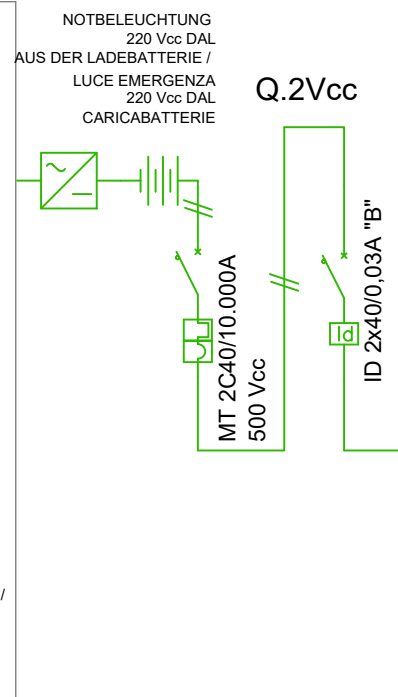 NOTBELEUCHTUNG
220 Vcc DAL
AUS DER LADEBATTERIE /
LUCE EMERGENZA
220 Vcc DAL
CARICABATTERIE
Q.2Vcc
MT 2C40/10.000A
500 Vcc
Id
ID 2x40/0,03A "B"
/